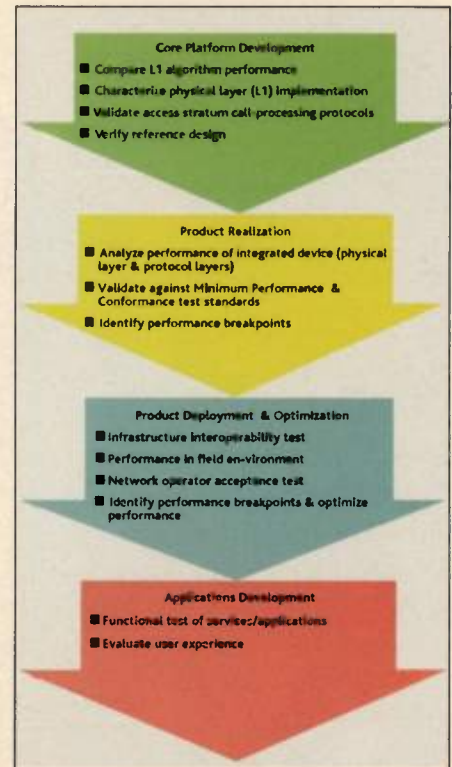 Core Platform Development
■ Compare L1 algorithm performance
■ Characterize physical layer (L1) implementation
■ Validate access stratum call-processing protocols
■ Verify reference design
Product Realization
■ Analyze performance of integrated device (physical
layer & protocol layers)
■ Validate against Minimum Performance &
Conformance test standards
■ Identify performance breakpoints
Product Deployment & Optimization
■ Infrastructure interoperability test
■ Performance in field en-vironment
■ Network operator acceptance test
■ Identify performance breakpoints & optimize
performance
Applications Development
■ Functional test of services/applications
■ Evaluate user experience